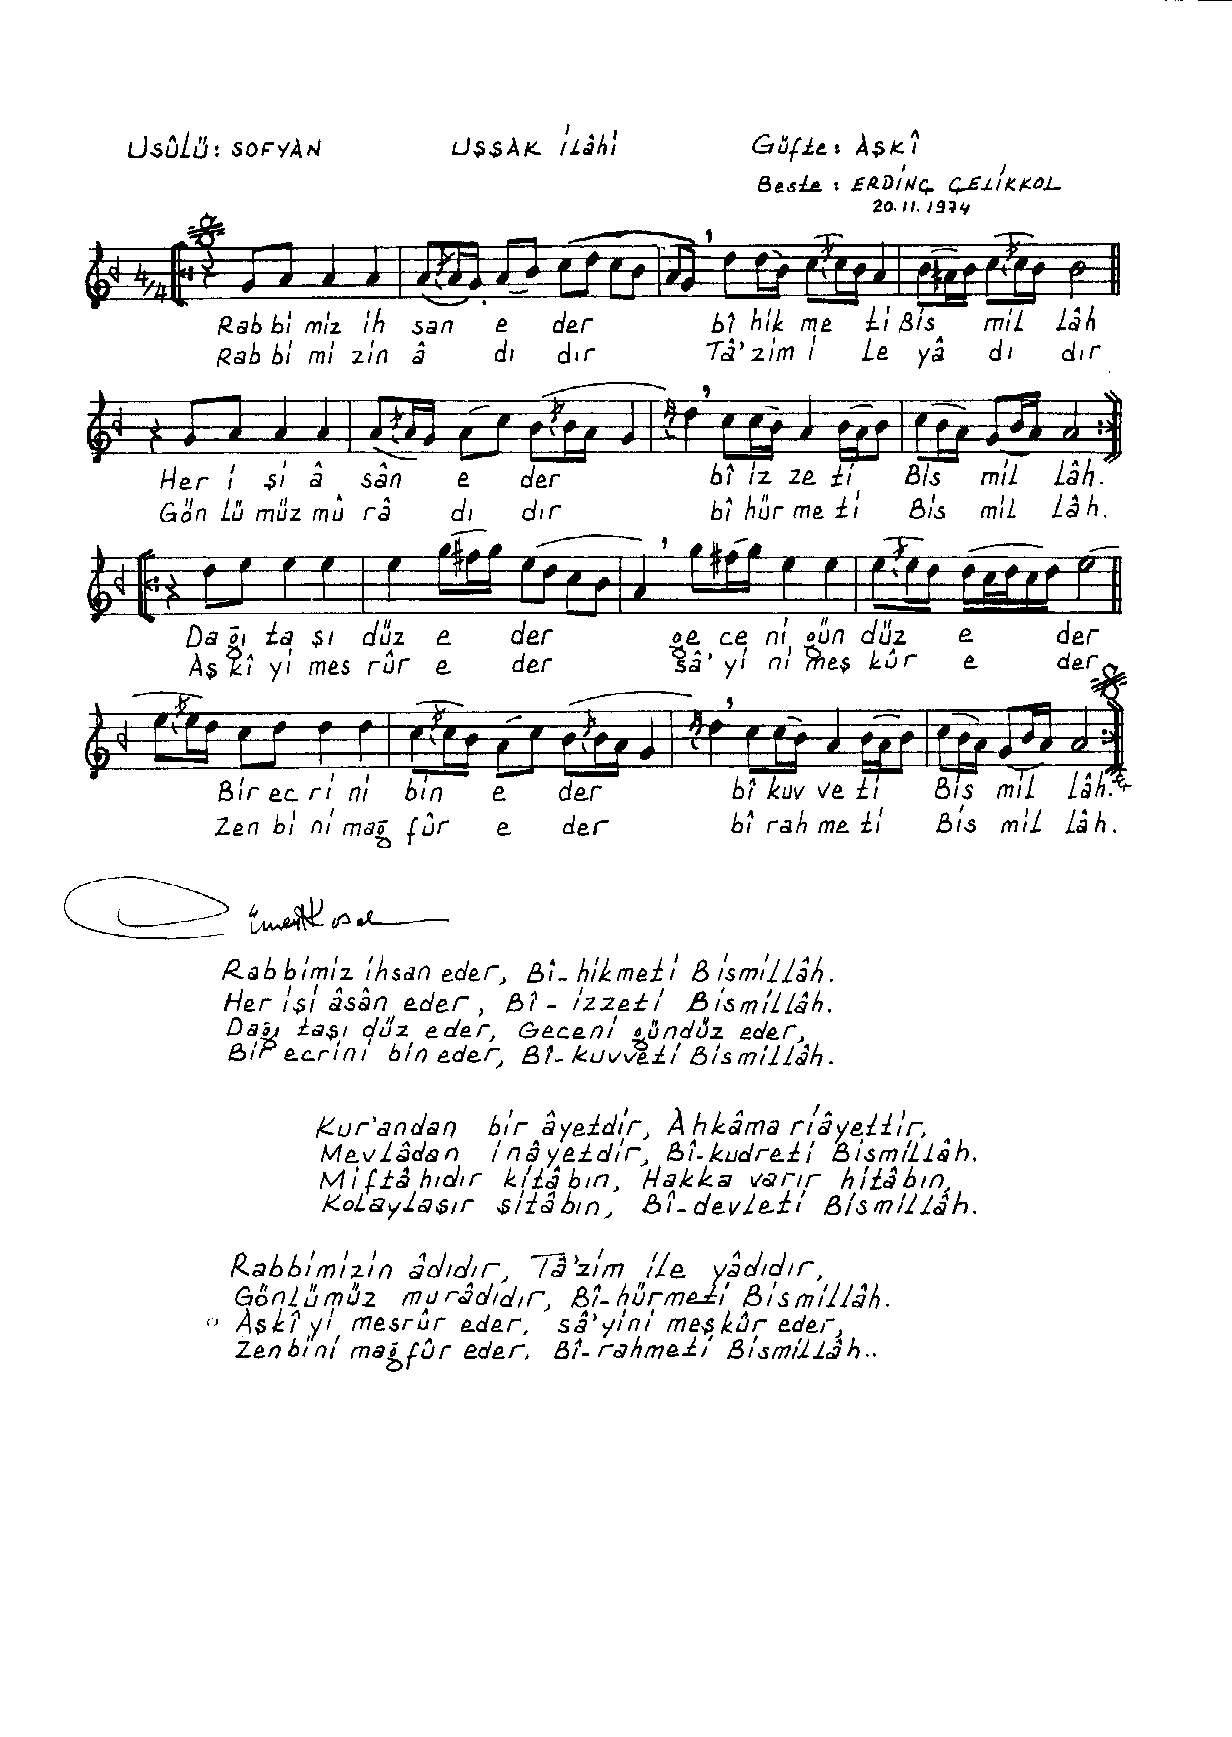 Usûlü: SOFYAN UŞŞAK İLâhi Güfte: AŞKÎ
Beste: ERDİNÇ ÇELİKKOL
20.11.1974
4/4
Rab bi miz ih san e der bî hik me ti Bis mil lâh
Rab bi mi zin â dı dır Tâ'zim i le yâ dı dır
Her i şi â sân e der bî iz ze ti Bis mil lâh.
Gön lü müz mû râ dı dır bî hür me ti Bis mil lâh.
Da ğı ta şı düz e der ge ce ni gün düz e der
Aş kî yi mes rûr e der sâ'yi ni meş kûr e der
Bir ec ri ni bin e der bî kuv ve ti Bis mil lâh.
Zen bi ni mağ fûr e der bî rah me ti Bis mil lâh.
Rabbimiz ihsan eder, Bî-hikmeti Bismillâh.
Her işi âsân eder, Bî-izzeti Bismillâh.
Dağı taşı düz eder, Geceni gündüz eder,
Bir ecrini bin eder, Bî-kuvveti Bismillâh.
Kur'andan bir âyetdir, Ahkâma riâyettir,
Mevlâdan inâyetdir, Bî-kudreti Bismillâh.
Miftâhıdır kitâbın, Hakka varır hitâbın,
Kolaylaşır şitâbın, Bî-devleti Bismillâh.
Rabbimizin âdıdır, Tâ'zim ile yâdıdır,
Gönlümüz murâdıdır, Bî-hürmeti Bismillâh.
Aşkî yi mesrûr eder, sâ'yini meşkûr eder,
Zenbini mağfûr eder. Bî-rahmeti Bismillâh..